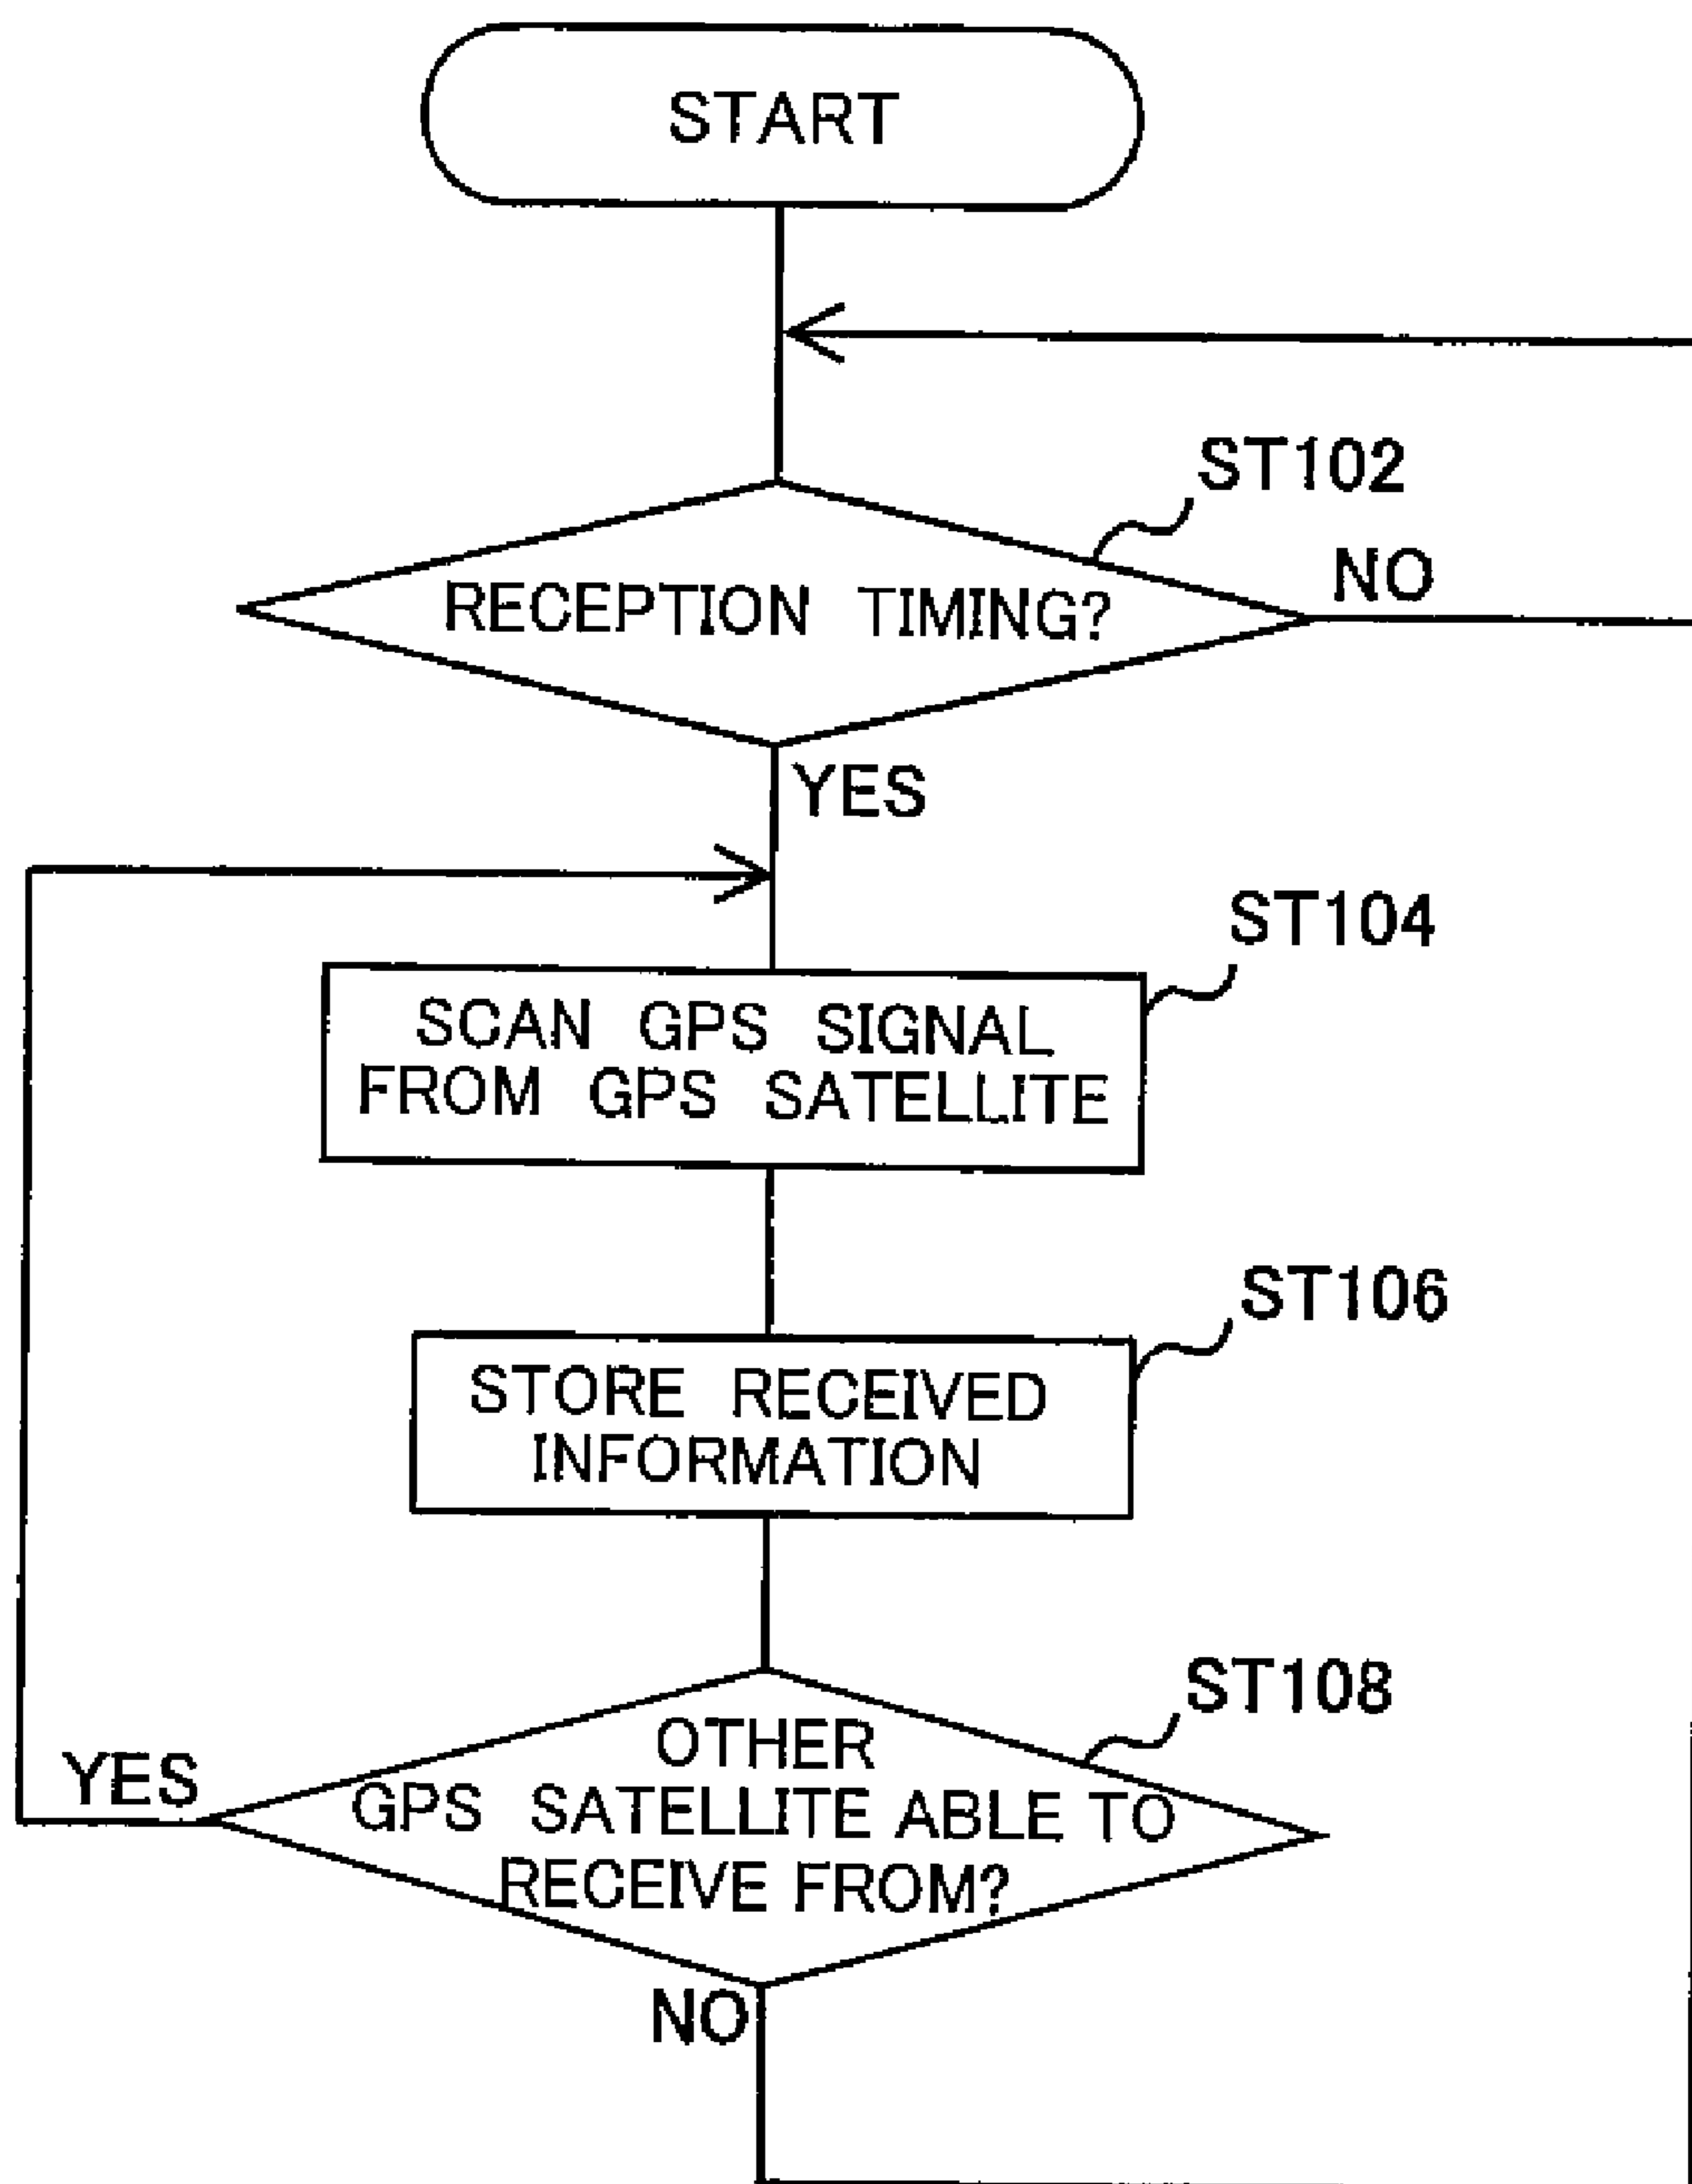 START
ST102
RECEPTION TIMING?
NO
YES
ST104
SCAN GPS SIGNAL
FROM GPS SATELLITE
ST106
STORE RECEIVED
INFORMATION
ST108
OTHER
GPS SATELLITE ABLE TO
RECEIVE FROM?
YES
NO